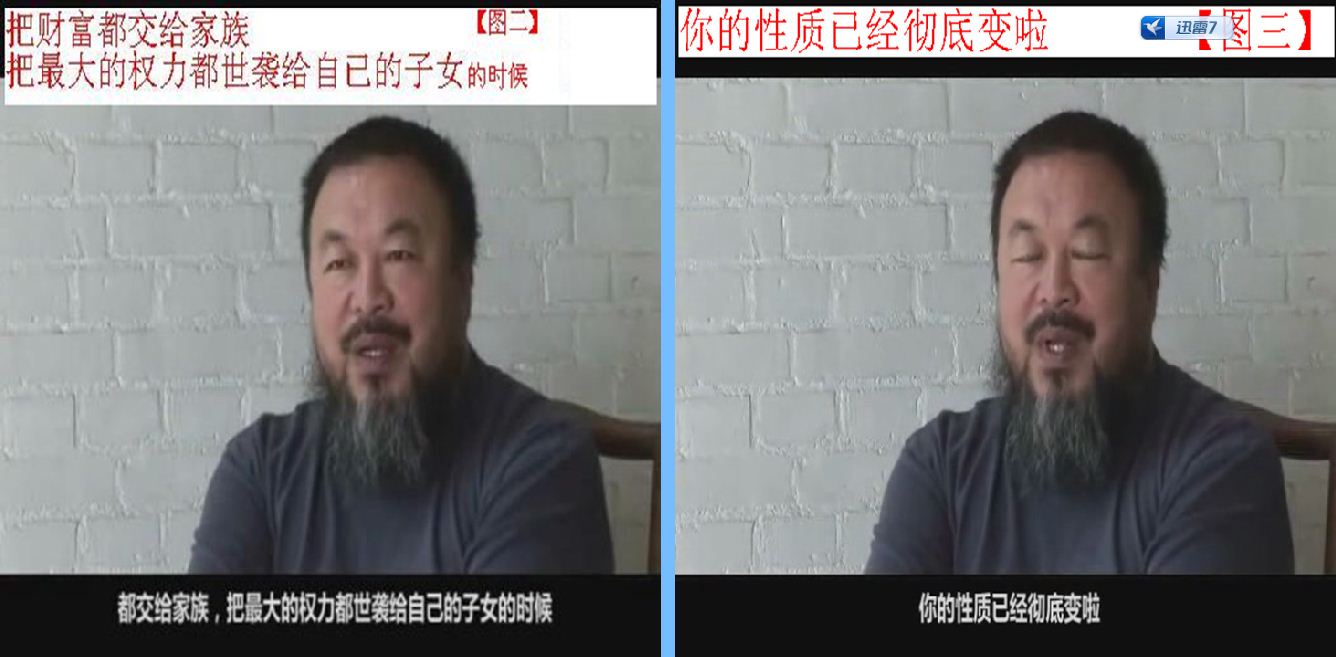 把财富都交给家族
【图二】
把最大的权力都世袭给自己的子女的时候
都交给家族，把最大的权力都世袭给自己的子女的时候
你的性质已经彻底变啦
迅雷7
【图三】
你的性质已经彻底变啦